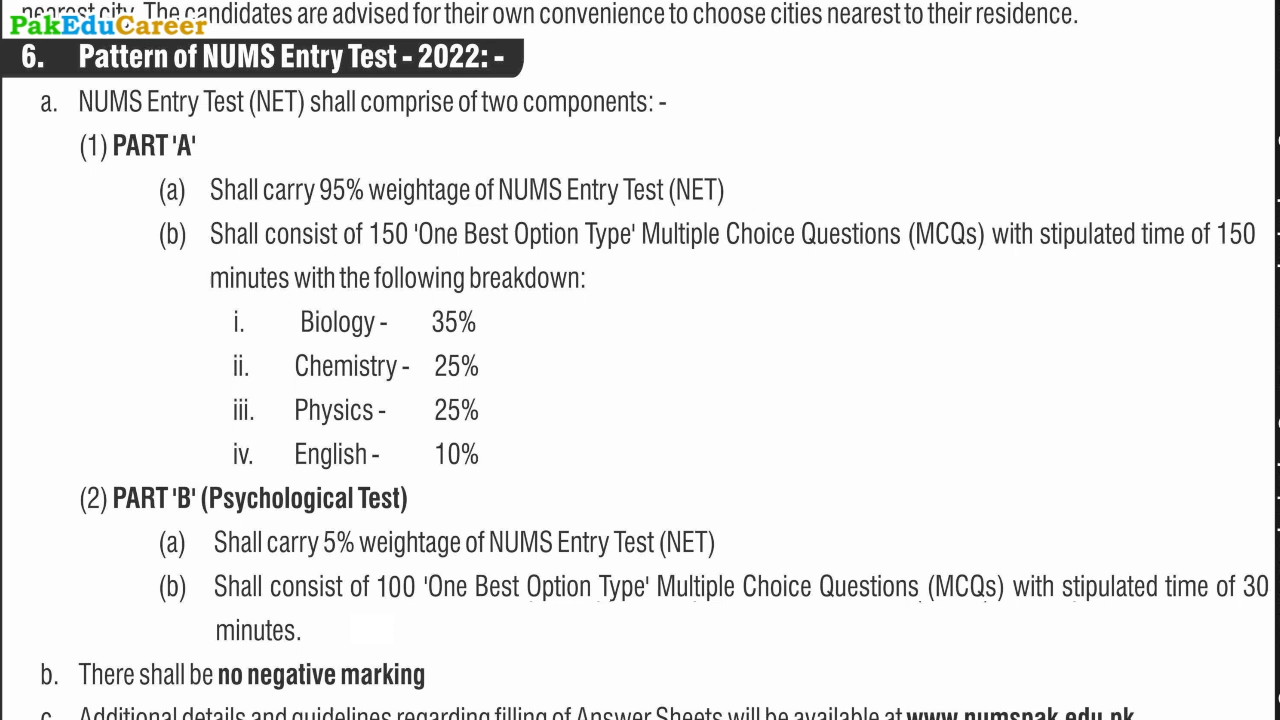 nearest city. The candidates are advised for their own convenience to choose cities nearest to their residence.
PakEduCareer
6. Pattern of NUMS Entry Test - 2022: -
a. NUMS Entry Test (NET) shall comprise of two components: -
(1) PART 'A'
(a) Shall carry 95% weightage of NUMS Entry Test (NET)
(b) Shall consist of 150 'One Best Option Type' Multiple Choice Questions (MCQs) with stipulated time of 150
minutes with the following breakdown:
i. Biology - 35%
ii. Chemistry - 25%
iii. Physics - 25%
iv. English - 10%
(2) PART 'B' (Psychological Test)
(a) Shall carry 5% weightage of NUMS Entry Test (NET)
(b) Shall consist of 100 'One Best Option Type' Multiple Choice Questions (MCQs) with stipulated time of 30
minutes.
b. There shall be no negative marking
c. Additional details and guidelines regarding filling of Answer Sheets will be available at www.numspak.edu.pk